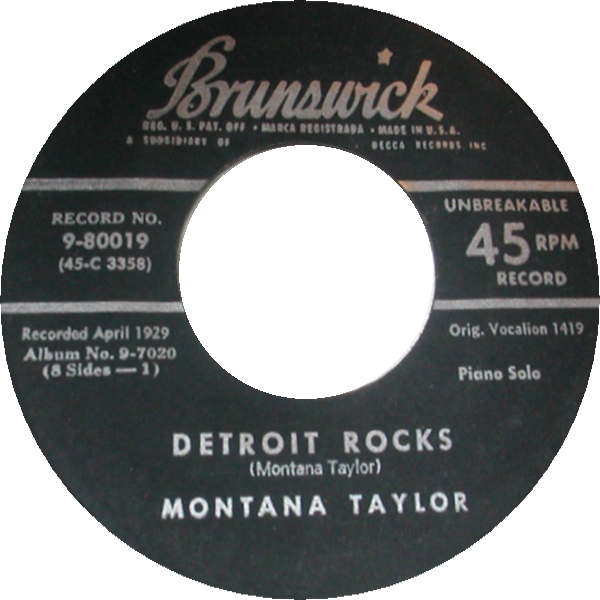 Brunswick
REG. U. S. PAT. OFF • MARCA REGISTRADA • MADE IN U.S.A.
A SUBSIDIARY OF DECCA RECORDS, INC
RECORD NO.
9-80019
(45-C 3358)
UNBREAKABLE
45 RPM
RECORD
Recorded April 1929
Album No. 9-7020
(8 Sides — 1)
Orig. Vocalion 1419
Piano Solo
DETROIT ROCKS
(Montana Taylor)
MONTANA TAYLOR